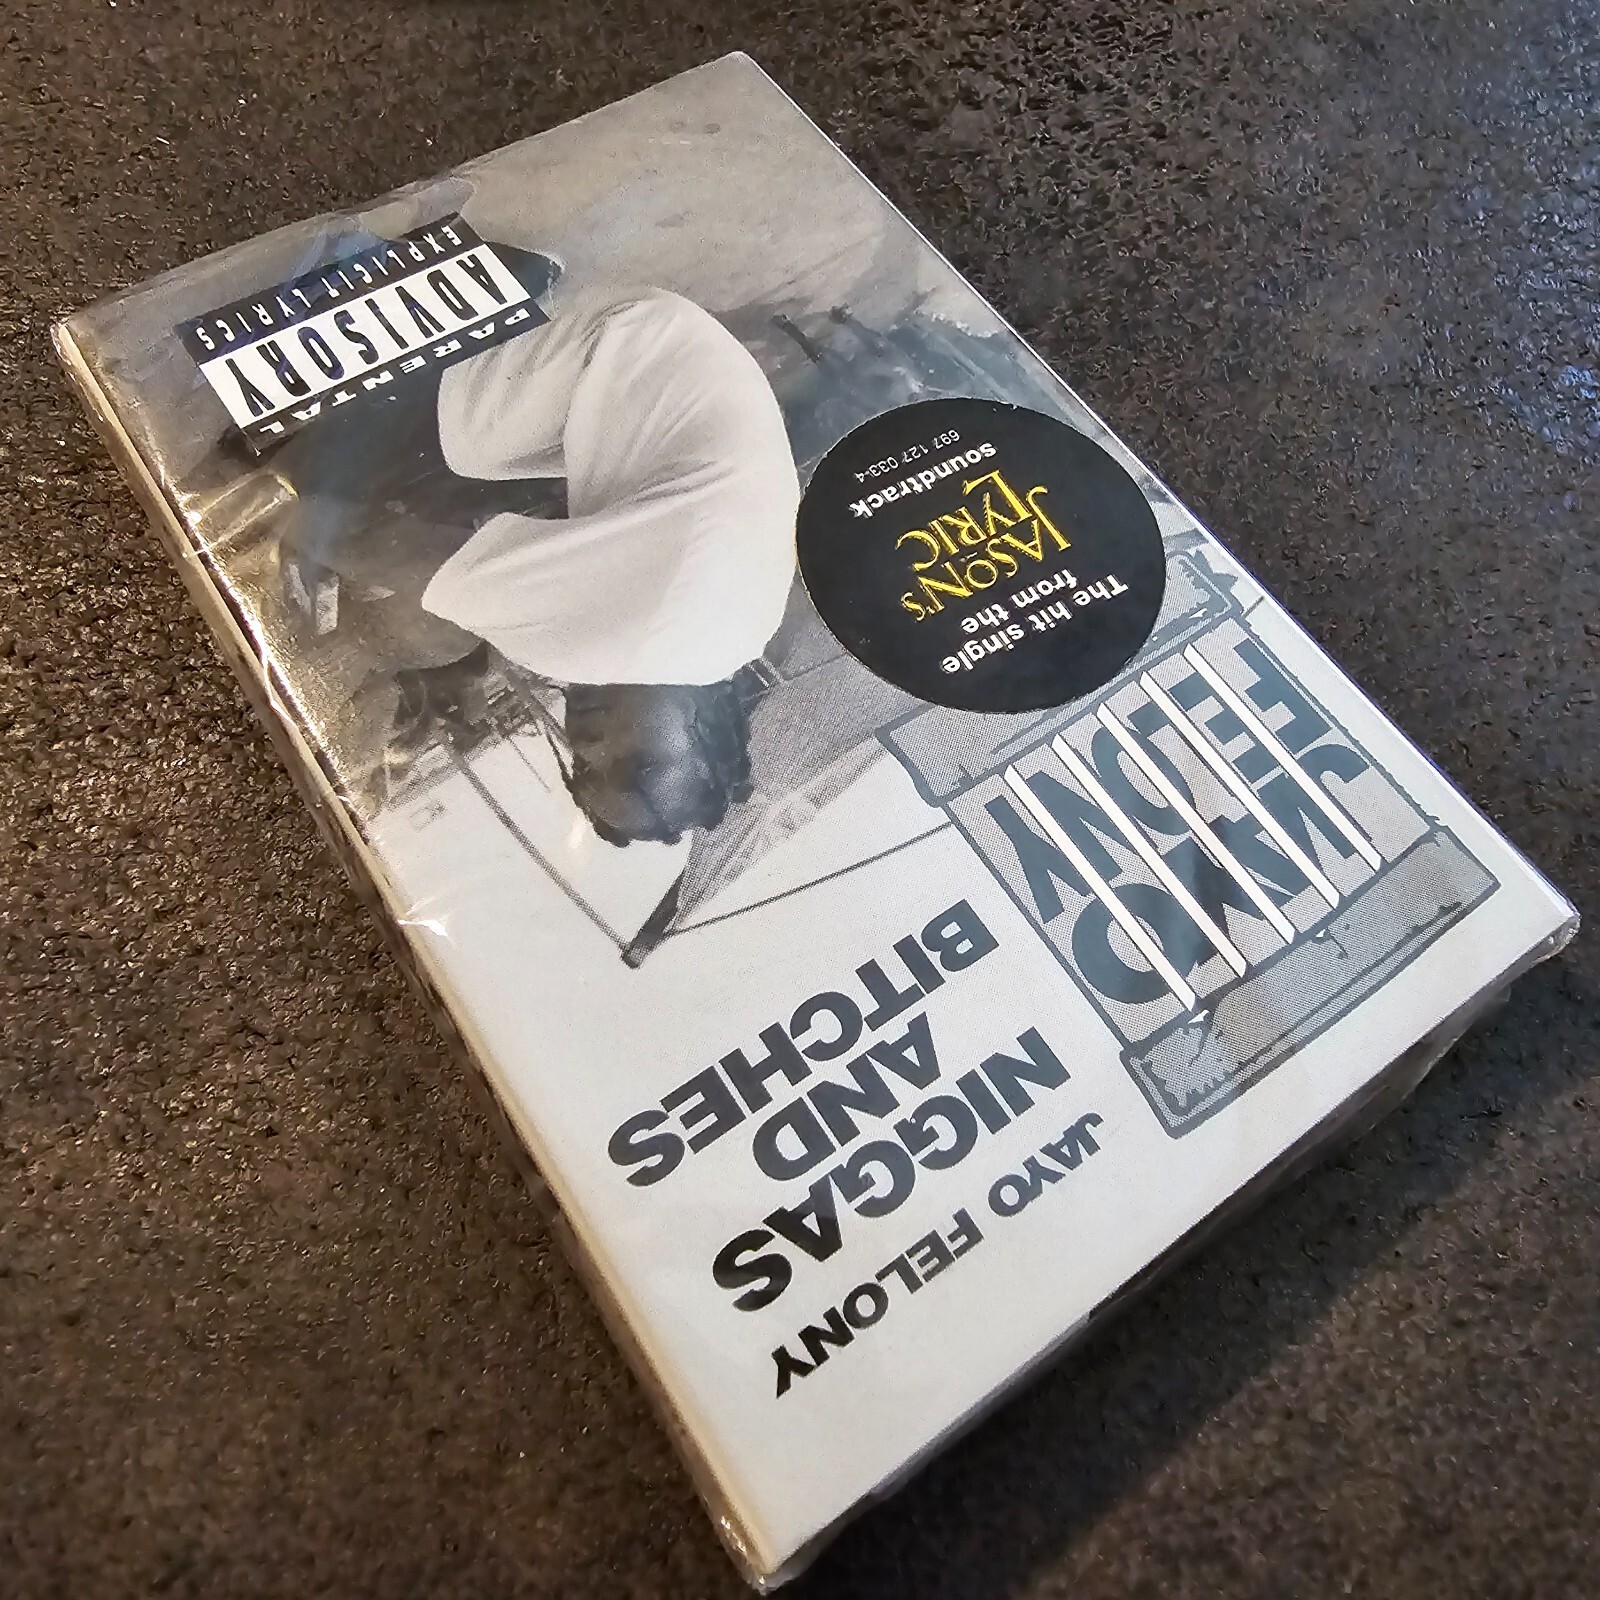 JAYO FELONY
NIGGAS
AND
BITCHES
JAYO
FELONY
The hit single
from the
JASON'S
LYRIC
soundtrack
697 127 033-4
PARENTAL
ADVISORY
EXPLICIT LYRICS